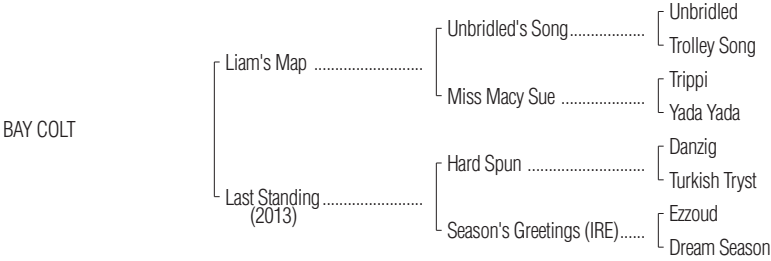 Unbridled
Unbridled's Song..................
Trolley Song
Liam's Map ..........................
Trippi
Miss Macy Sue ....................
Yada Yada
BAY COLT
Danzig
Hard Spun ............................
Turkish Tryst
Last Standing........................
(2013)
Ezzoud
Season's Greetings (IRE)......
Dream Season